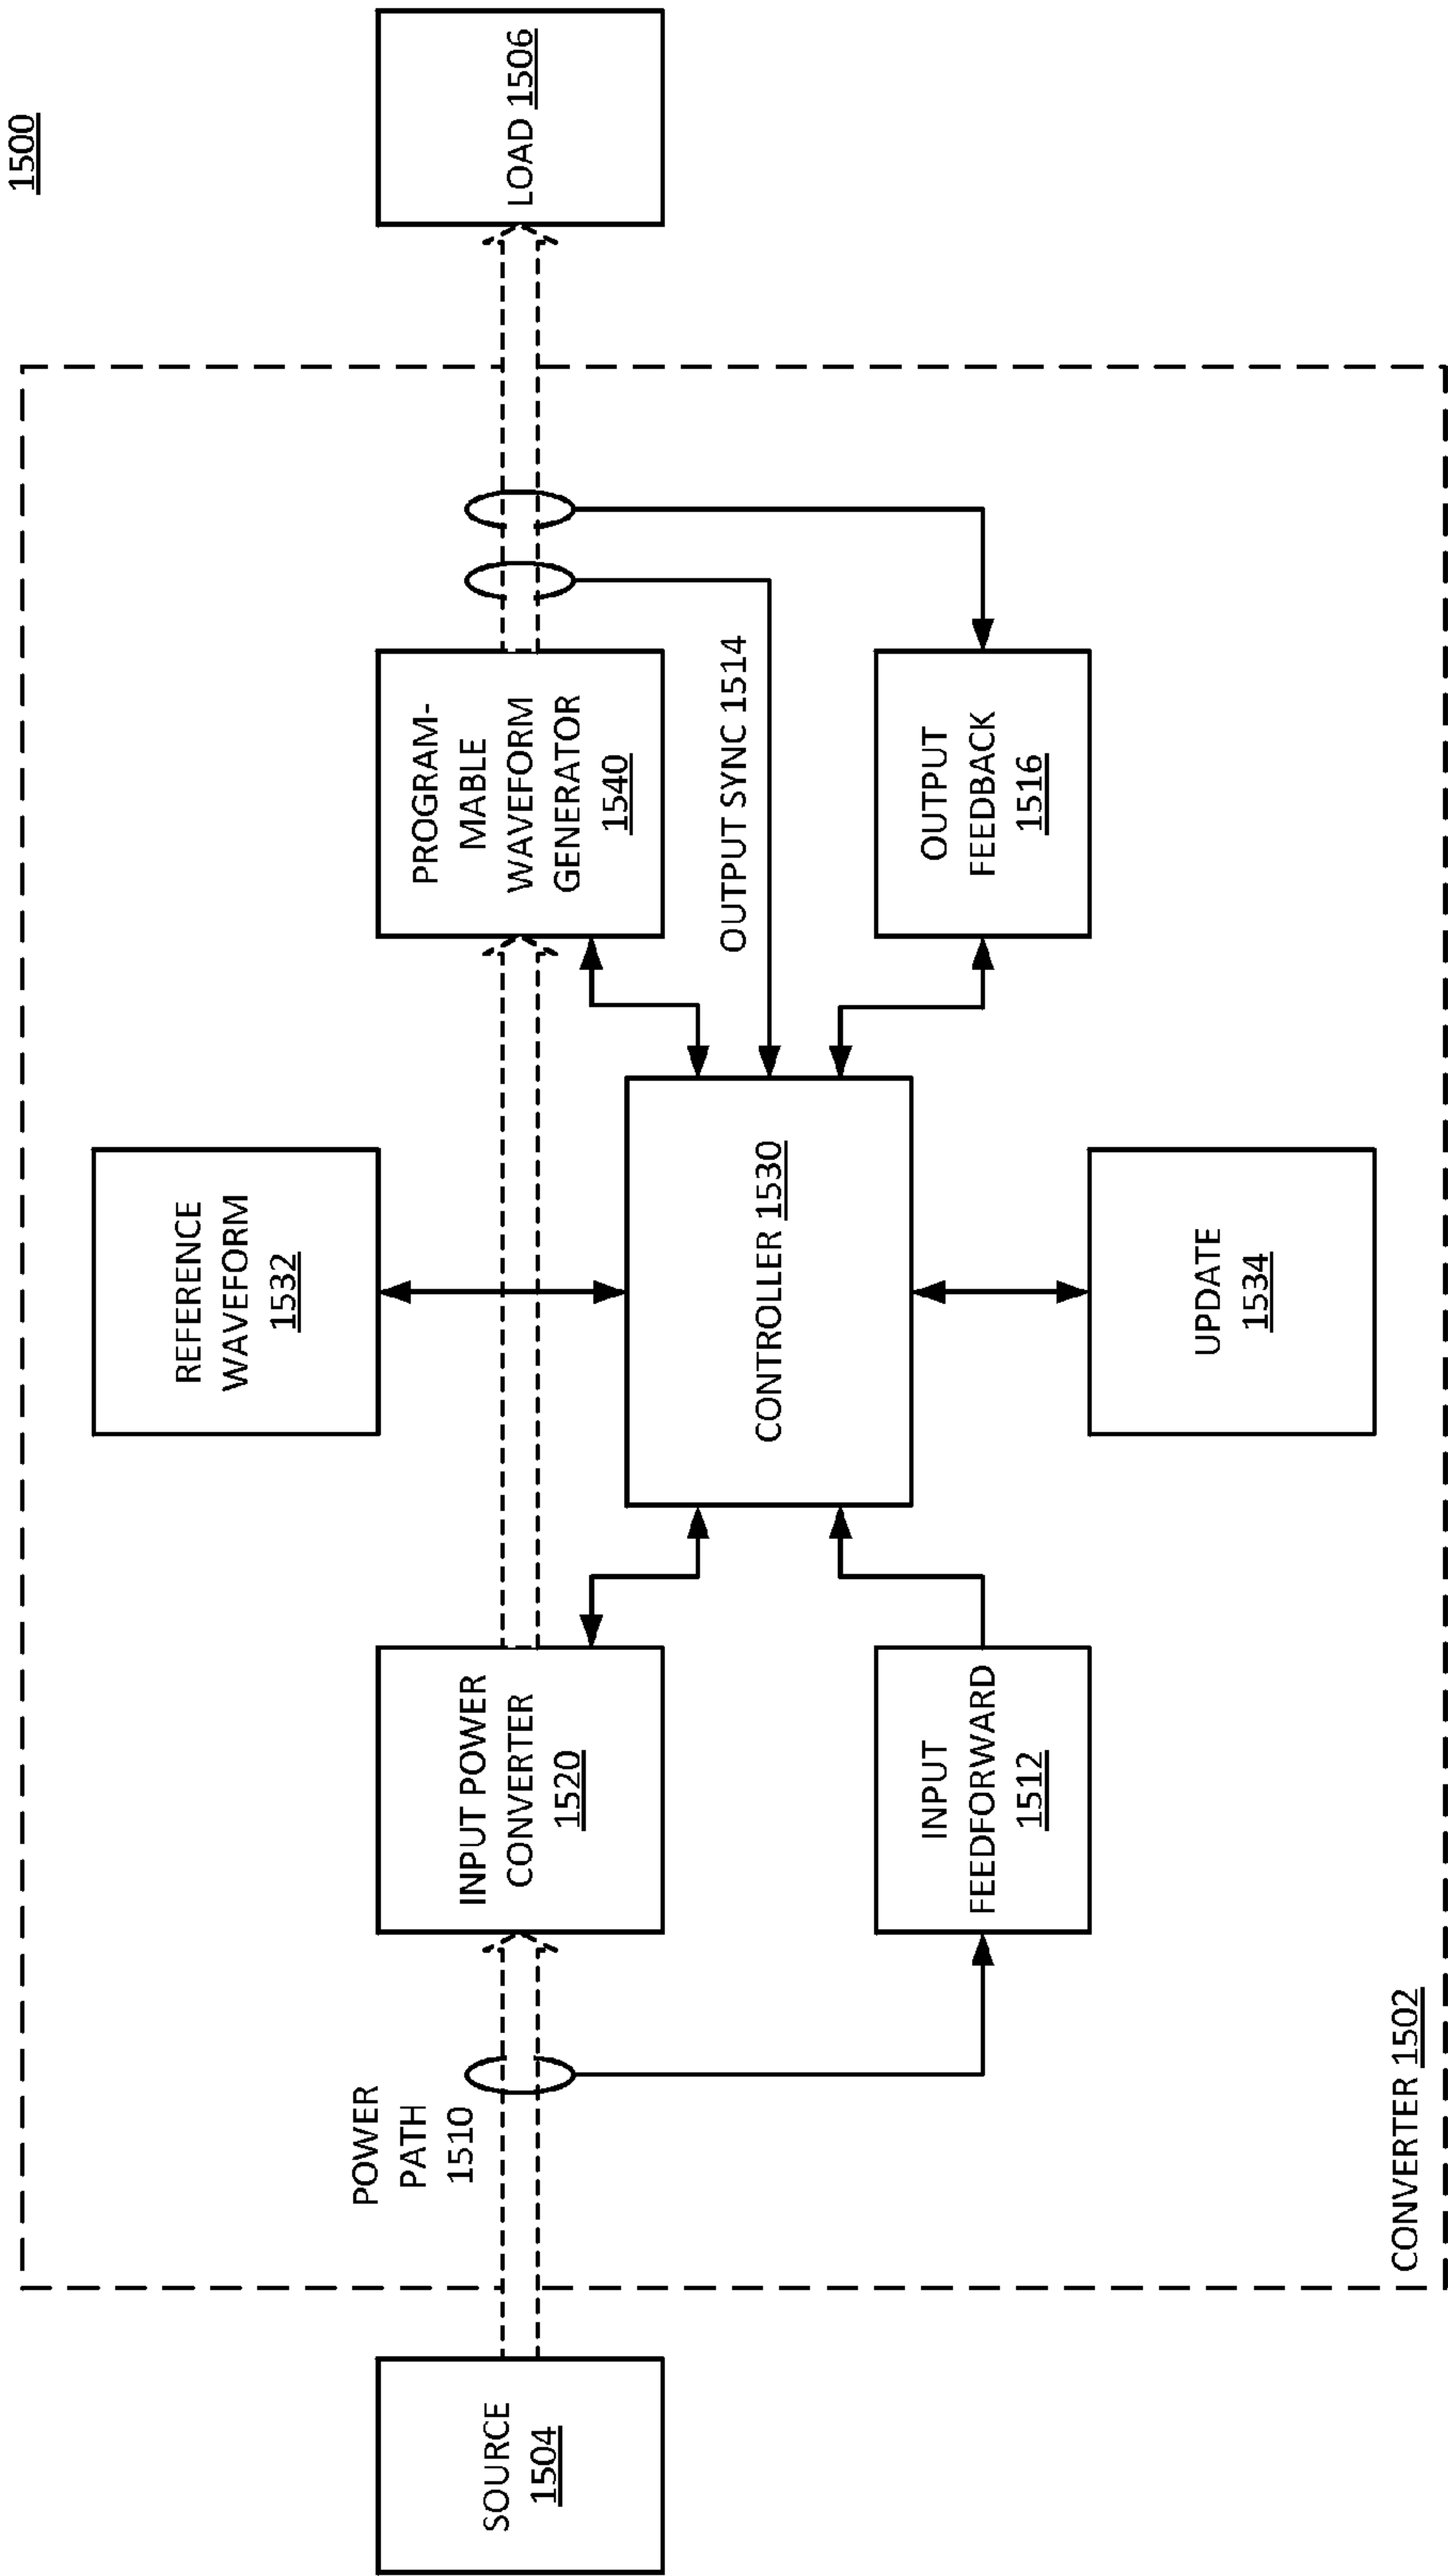 1500
REFERENCE
WAVEFORM
1532
POWER
PATH
1510
SOURCE
1504
INPUT POWER
CONVERTER
1520
PROGRAM-
MABLE
WAVEFORM
GENERATOR
1540
LOAD 1506
OUTPUT SYNC 1514
CONTROLLER 1530
INPUT
FEEDFORWARD
1512
OUTPUT
FEEDBACK
1516
UPDATE
1534
CONVERTER 1502